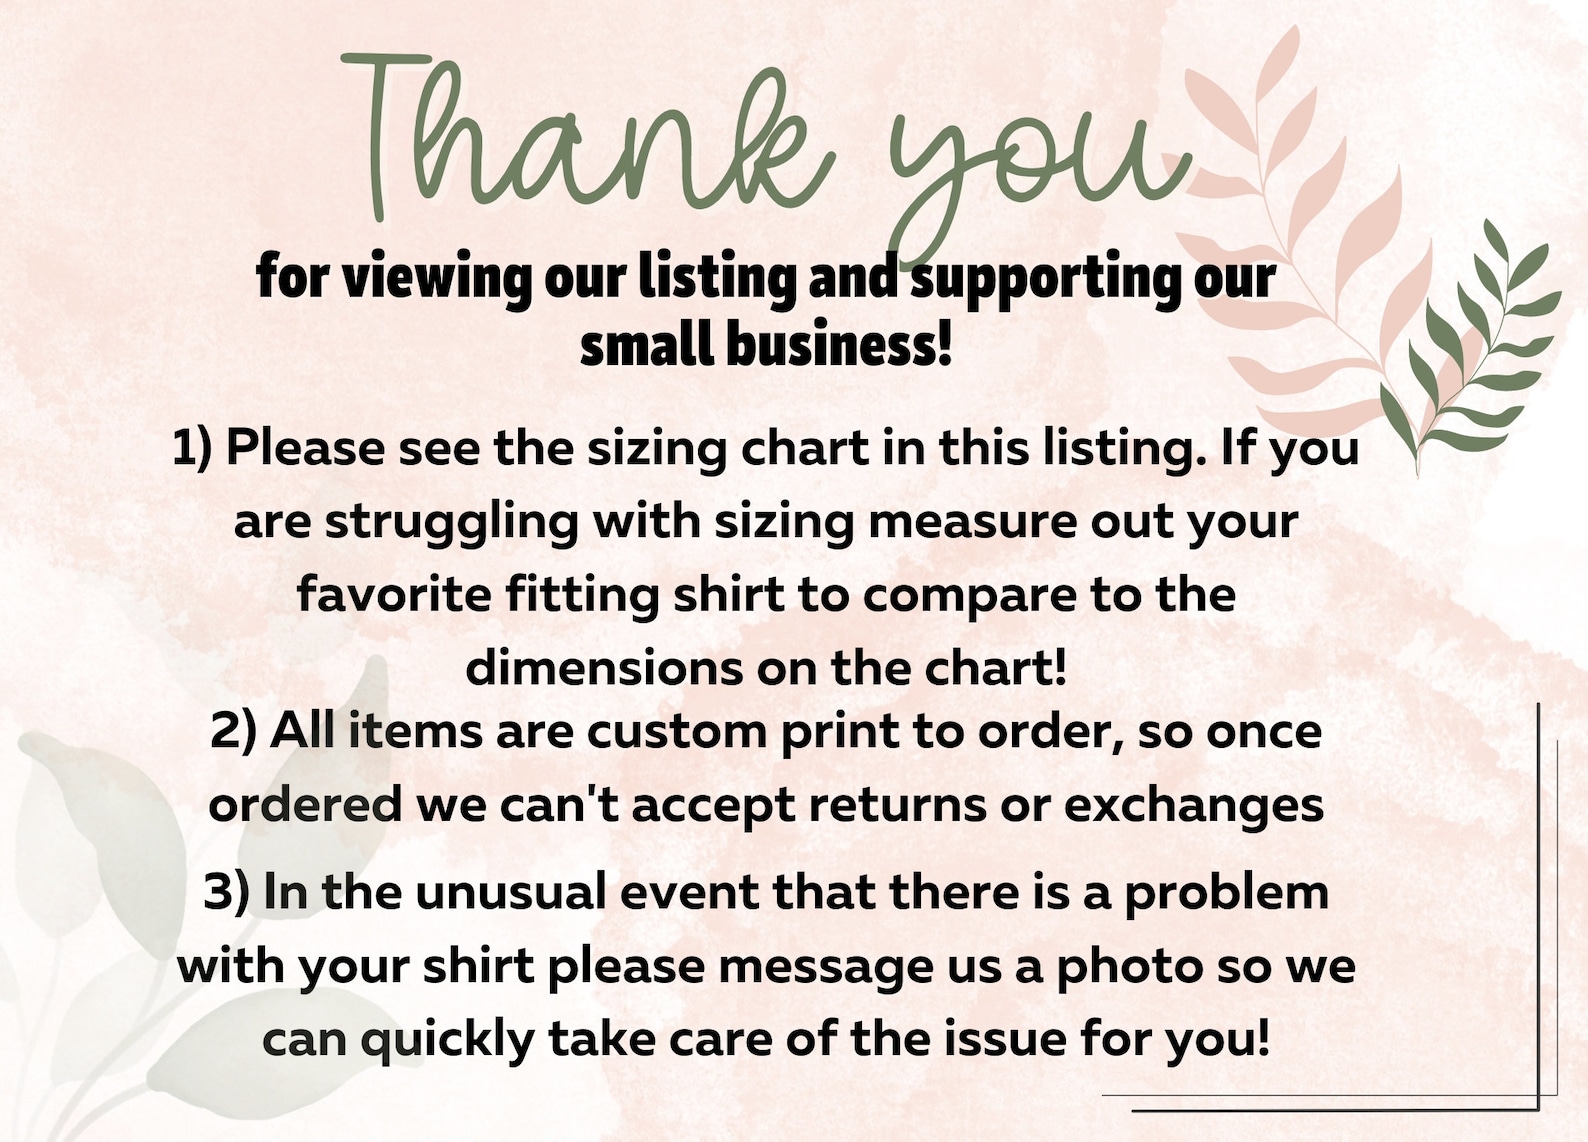 Thank you
for viewing our listing and supporting our
small business!
1) Please see the sizing chart in this listing. If you
are struggling with sizing measure out your
favorite fitting shirt to compare to the
dimensions on the chart!
2) All items are custom print to order, so once
ordered we can't accept returns or exchanges
3) In the unusual event that there is a problem
with your shirt please message us a photo so we
can quickly take care of the issue for you!